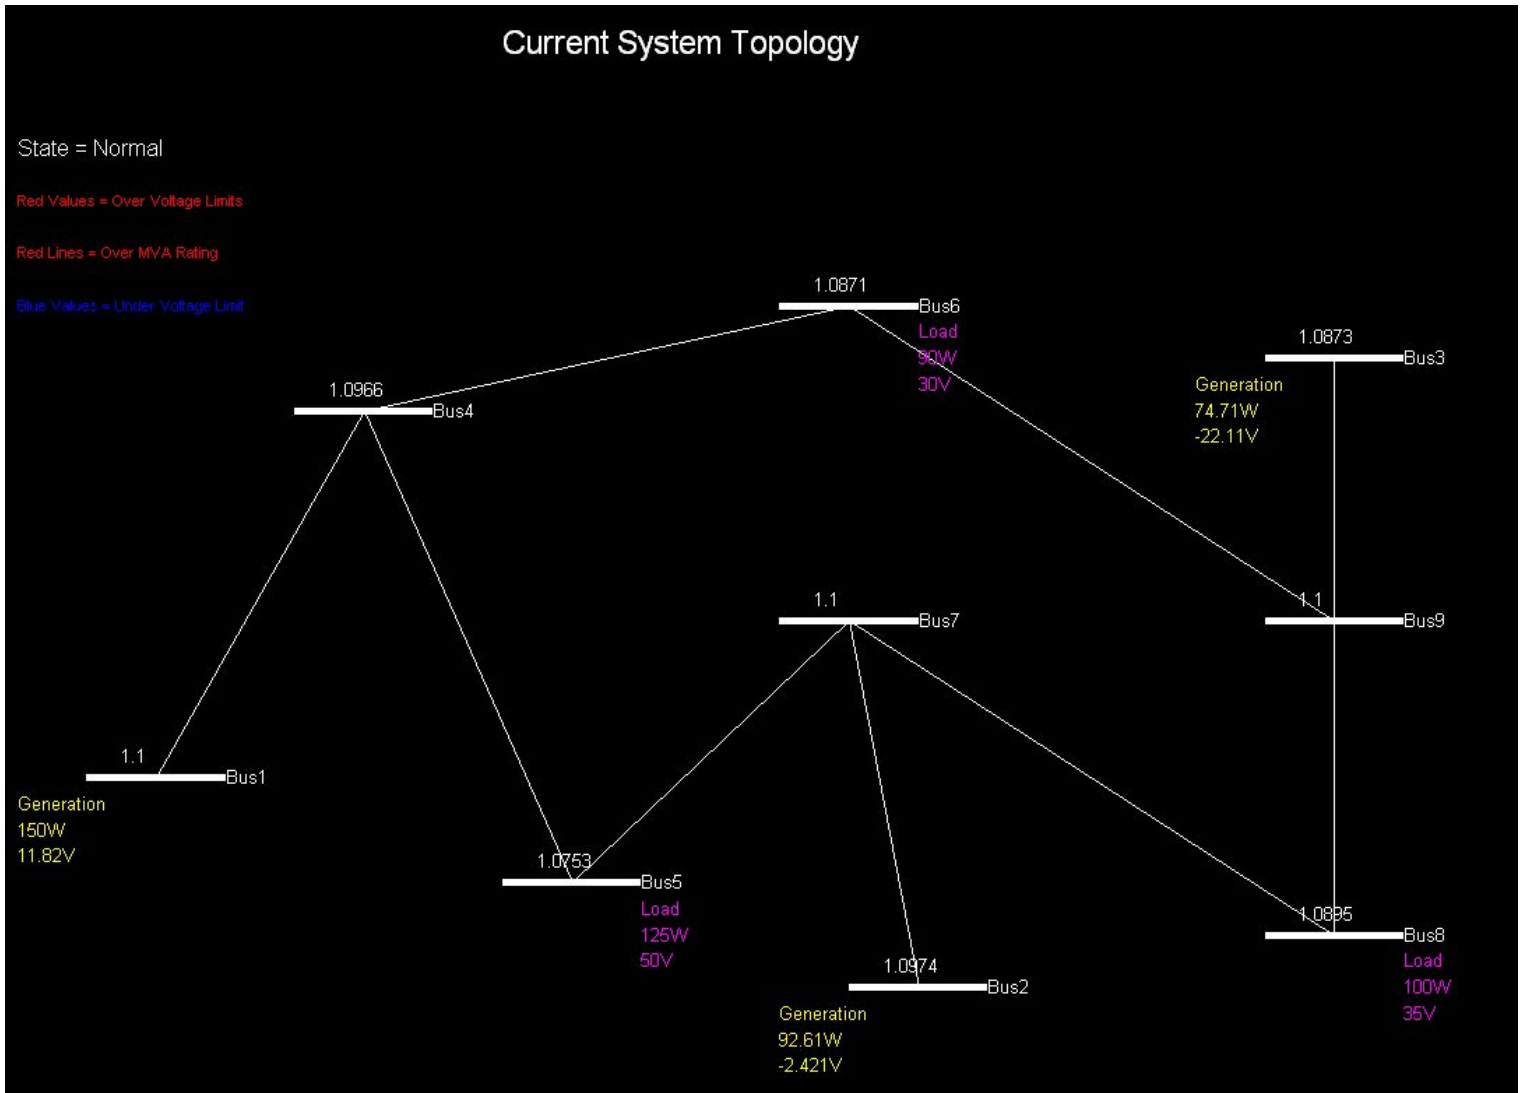 Current System Topology
State = Normal
Red Values = Over Voltage Limits
Red Lines = Over MVA Rating
Blue Values = Under Voltage Limit
1.0871
Bus6
Load
90W
30V
1.0873
Bus3
Generation
74.71W
-22.11V
1.0966
Bus4
1.1
Bus7
1.1
Bus9
1.1
Bus1
Generation
150W
11.82V
1.0753
Bus5
Load
125W
50V
1.0974
Bus2
Generation
92.61W
-2.421V
1.0895
Bus8
Load
100W
35V